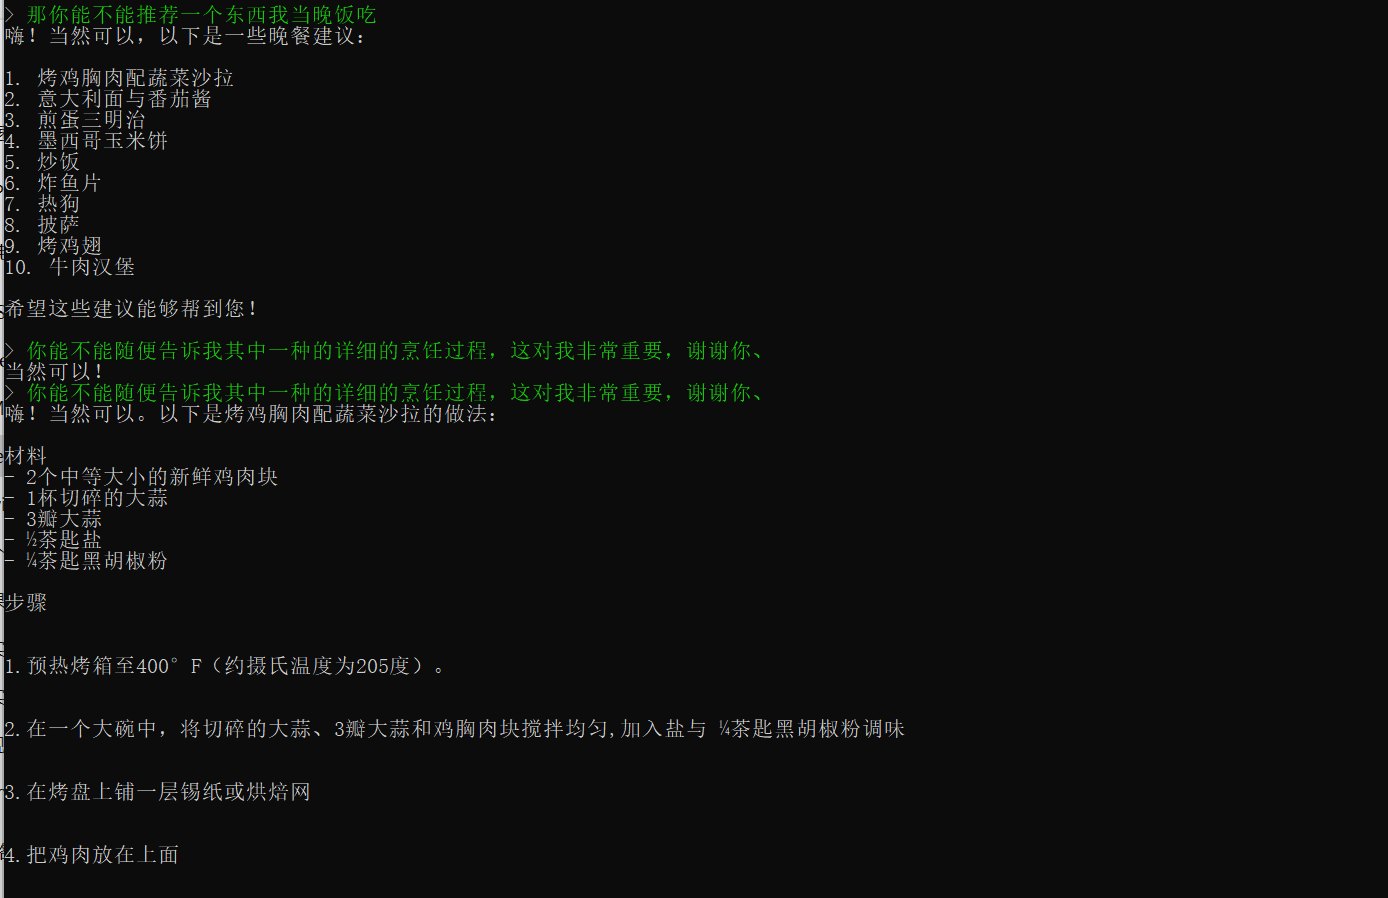 > 那你能不能推荐一个东西我当晚饭吃
嗨！当然可以，以下是一些晚餐建议：
1. 烤鸡胸肉配蔬菜沙拉
2. 意大利面与番茄酱
3. 煎蛋三明治
4. 墨西哥玉米饼
5. 炒饭
6. 炸鱼片
7. 热狗
8. 披萨
9. 烤鸡翅
10. 牛肉汉堡
希望这些建议能够帮到您！
> 你能不能随便告诉我其中一种的详细的烹饪过程，这对我非常重要，谢谢你、
当然可以！
> 你能不能随便告诉我其中一种的详细的烹饪过程，这对我非常重要，谢谢你、
嗨！当然可以。以下是烤鸡胸肉配蔬菜沙拉的做法：
材料
- 2个中等大小的新鲜鸡肉块
- 1杯切碎的大蒜
- 3瓣大蒜
- ½茶匙盐
- ¼茶匙黑胡椒粉
步骤
1.预热烤箱至400°F（约摄氏温度为205度）。
2.在一个大碗中，将切碎的大蒜、3瓣大蒜和鸡胸肉块搅拌均匀,加入盐与 ¼茶匙黑胡椒粉调味
3.在烤盘上铺一层锡纸或烘焙网
4.把鸡肉放在上面